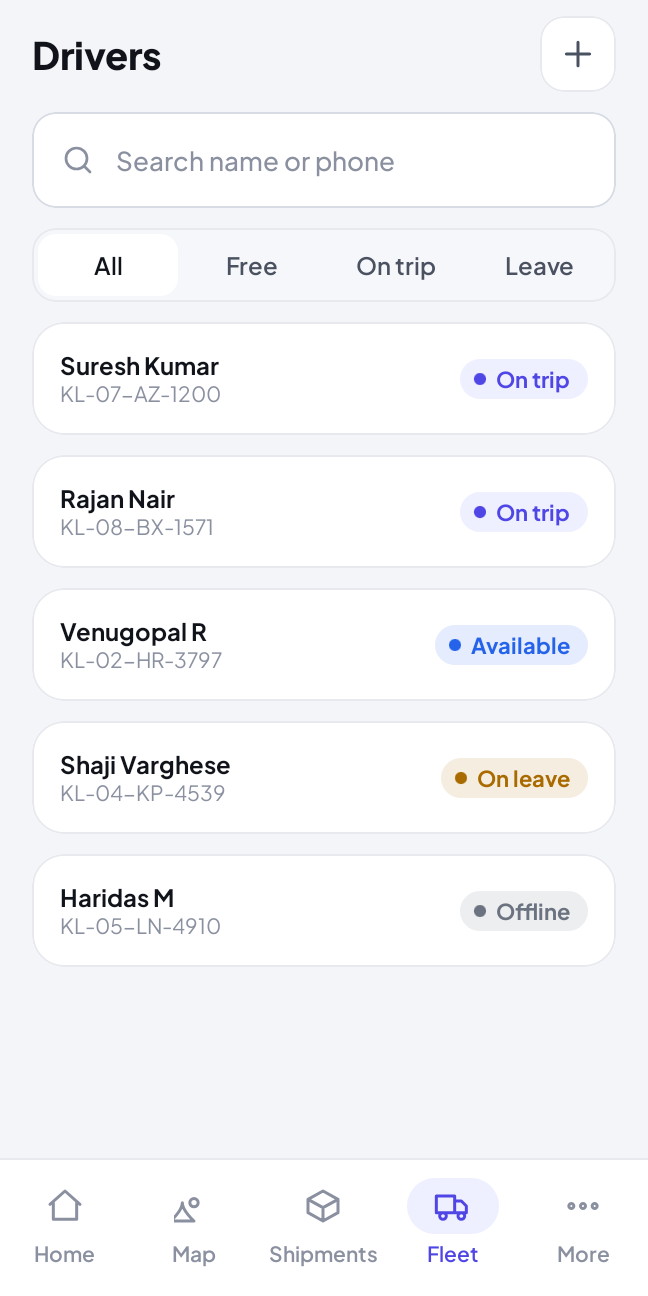 Drivers
Search name or phone
All Free On trip Leave
Suresh Kumar
KL-07-AZ-1200
On trip
Rajan Nair
KL-08-BX-1571
On trip
Venugopal R
KL-02-HR-3797
Available
Shaji Varghese
KL-04-KP-4539
On leave
Haridas M
KL-05-LN-4910
Offline
Home Map Shipments Fleet More